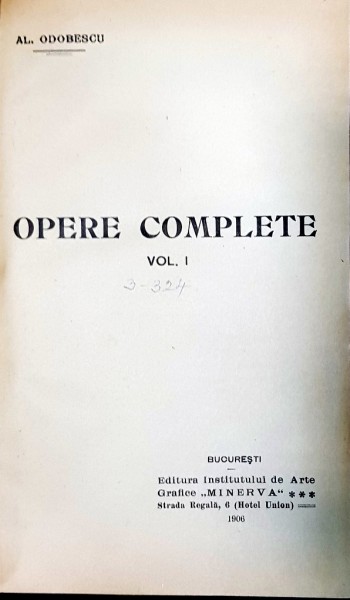 AL. ODOBESCU
OPERE COMPLETE
VOL. I
3-324
BUCUREȘTI
Editura Institutului de Arte
Grafice „MINERVA“ ***
Strada Regală, 6 (Hotel Union)
1906